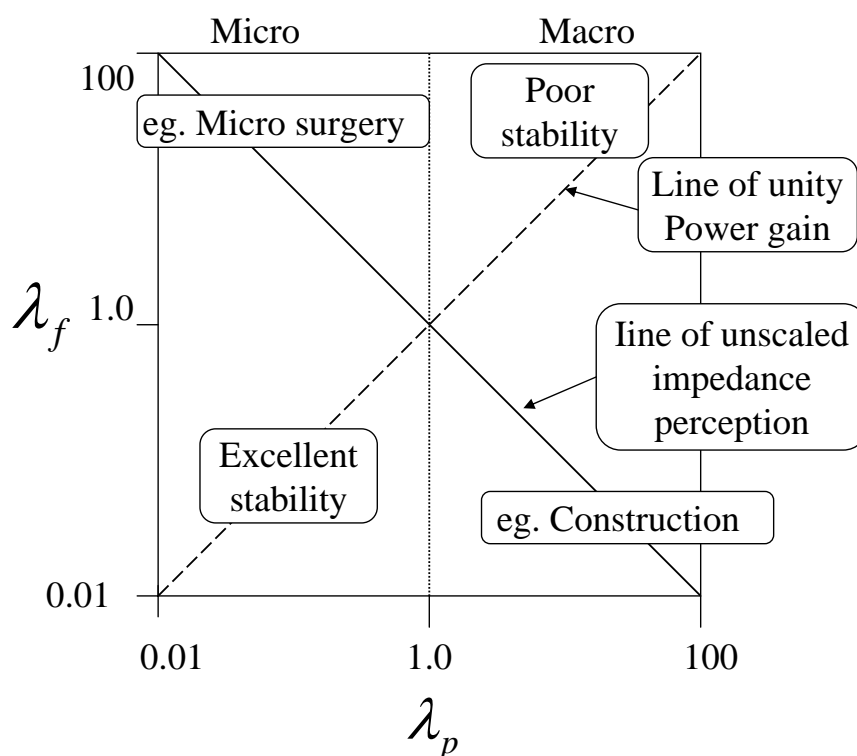 Micro
Macro
100
eg. Micro surgery
Poor
stability
Line of unity
Power gain
λf
1.0
Iine of unscaled
impedance
perception
Excellent
stability
eg. Construction
0.01
0.01
1.0
100
λp